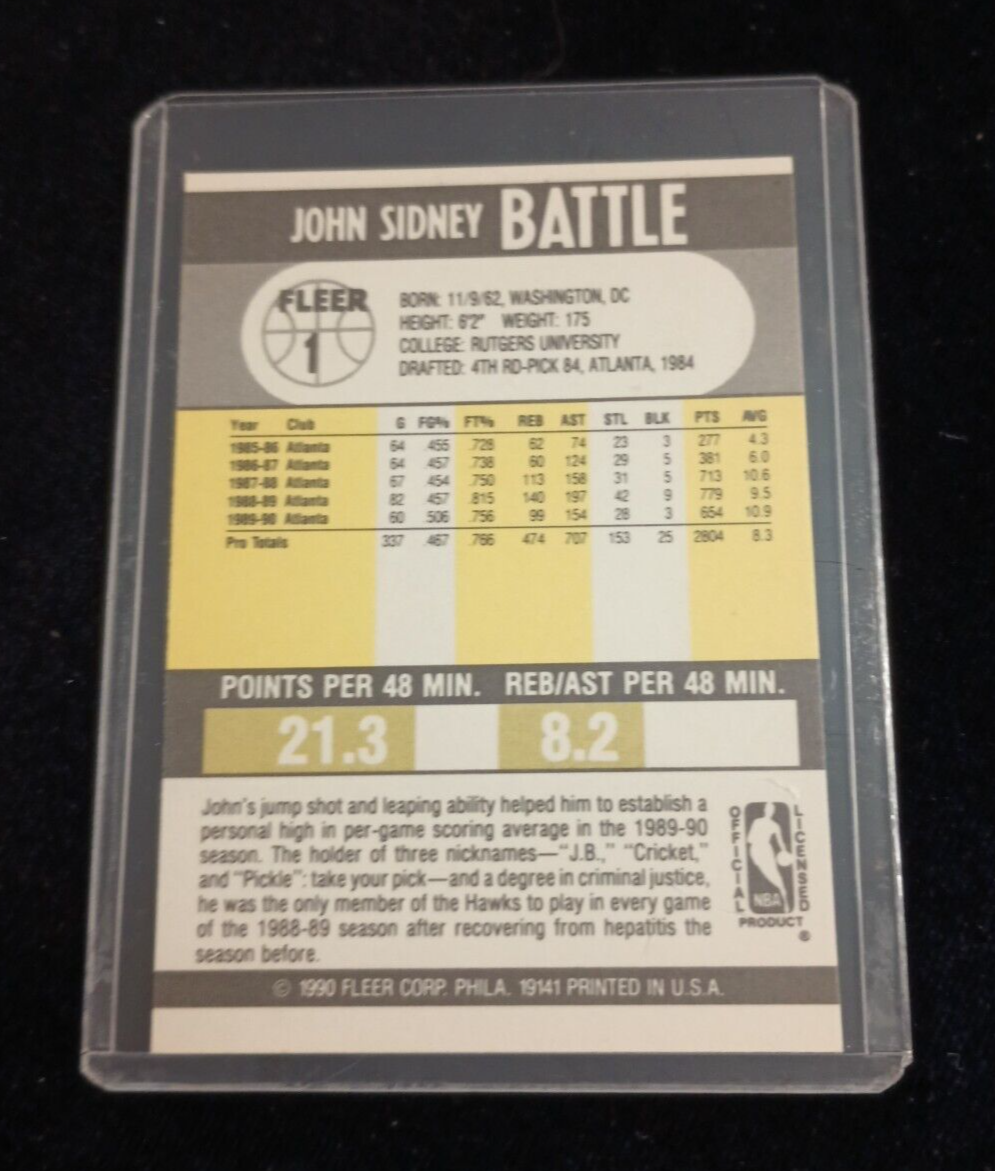 JOHN SIDNEY BATTLE
FLEER
1
BORN: 11/9/62, WASHINGTON, DC
HEIGHT: 6'2" WEIGHT: 175
COLLEGE: RUTGERS UNIVERSITY
DRAFTED: 4TH RD-PICK 84, ATLANTA, 1984
Year Club G FG% FT% REB AST STL BLK PTS AVG
1985-86 Atlanta 64 .455 .728 62 74 23 3 277 4.3
1986-87 Atlanta 64 .457 .738 60 124 29 5 381 6.0
1987-88 Atlanta 67 .454 .750 113 158 31 5 713 10.6
1988-89 Atlanta 82 .457 .815 140 197 42 9 779 9.5
1989-90 Atlanta 60 .506 .756 99 154 28 3 654 10.9
Pro Totals 337 .467 .766 474 707 153 25 2804 8.3
POINTS PER 48 MIN. REB/AST PER 48 MIN.
21.3 8.2
John's jump shot and leaping ability helped him to establish a
personal high in per-game scoring average in the 1989-90
season. The holder of three nicknames—"J.B.," "Cricket,"
and "Pickle": take your pick—and a degree in criminal justice,
he was the only member of the Hawks to play in every game
of the 1988-89 season after recovering from hepatitis the
season before.
OFFICIAL
LICENSED
NBA
PRODUCT
®
© 1990 FLEER CORP. PHILA. 19141 PRINTED IN U.S.A.